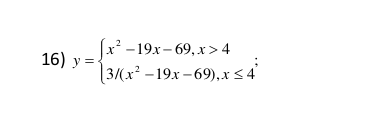 16) y = { x² – 19x – 69, x > 4
3/(x² – 19x – 69), x ≤ 4 ;